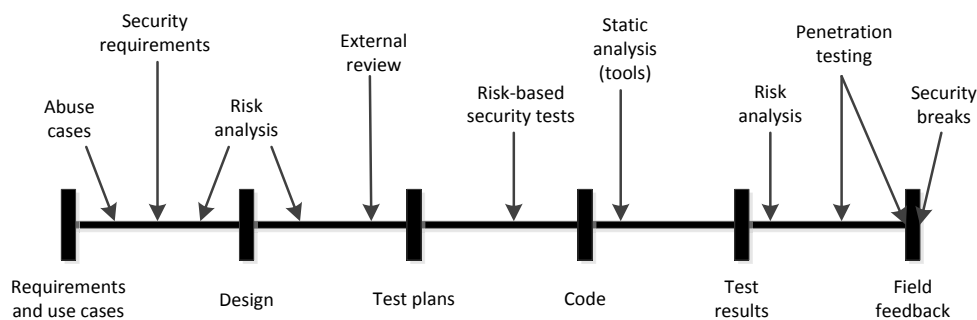 Security
requirements
Abuse
cases
Risk
analysis
External
review
Risk-based
security tests
Static
analysis
(tools)
Risk
analysis
Penetration
testing
Security
breaks
Requirements
and use cases
Design
Test plans
Code
Test
results
Field
feedback